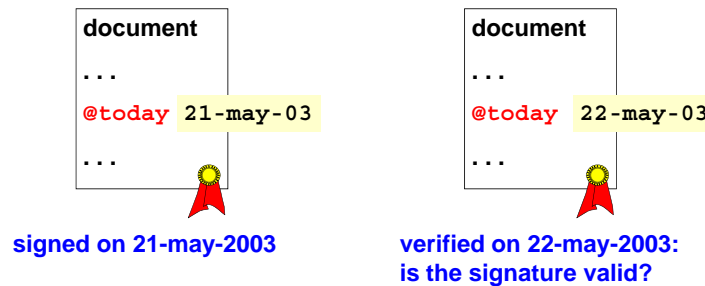 document
. . .
@today 21-may-03
. . .
signed on 21-may-2003
document
. . .
@today 22-may-03
. . .
verified on 22-may-2003:
is the signature valid?